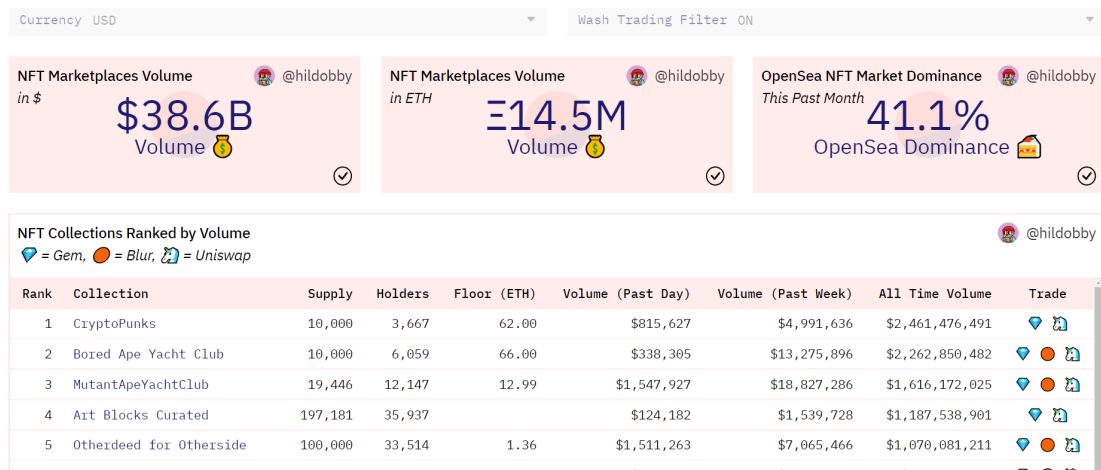 Currency USD
Wash Trading Filter ON
NFT Marketplaces Volume @hildobby
in $
$38.6B
Volume 💰
NFT Marketplaces Volume @hildobby
in ETH
Ξ14.5M
Volume 💰
OpenSea NFT Market Dominance @hildobby
This Past Month
41.1%
OpenSea Dominance 🍰
NFT Collections Ranked by Volume @hildobby
💎 = Gem, 🟠 = Blur, 🦄 = Uniswap
Rank Collection Supply Holders Floor (ETH) Volume (Past Day) Volume (Past Week) All Time Volume Trade
1 CryptoPunks 10,000 3,667 62.00 $815,627 $4,991,636 $2,461,476,491 💎 🦄
2 Bored Ape Yacht Club 10,000 6,059 66.00 $338,305 $13,275,896 $2,262,850,482 💎 🟠 🦄
3 MutantApeYachtClub 19,446 12,147 12.99 $1,547,927 $18,827,286 $1,616,172,025 💎 🟠 🦄
4 Art Blocks Curated 197,181 35,937 $124,182 $1,539,728 $1,187,538,901 💎 🦄
5 Otherdeed for Otherside 100,000 33,514 1.36 $1,511,263 $7,065,466 $1,070,081,211 💎 🟠 🦄